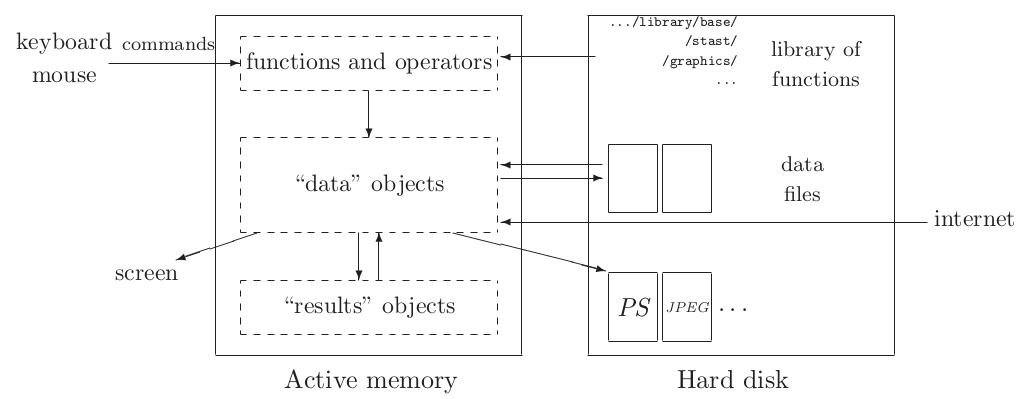 keyboard
mouse
commands
functions and operators
“data” objects
“results” objects
screen
Active memory
.../library/base/
/stast/
/graphics/
...
library of
functions
data
files
internet
PS
JPEG
...
Hard disk